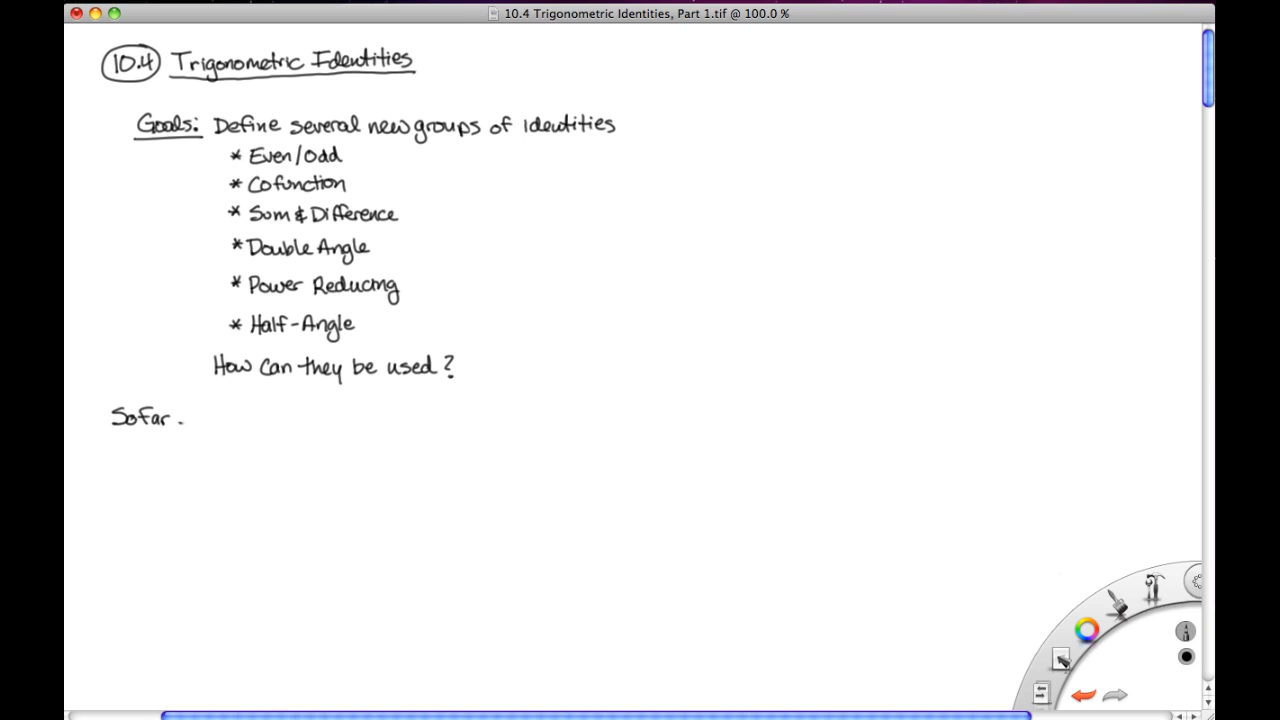 10.4 Trigonometric Identities, Part 1.tif @ 100.0 %
10.4 Trigonometric Identities
Goals: Define several new groups of identities
* Even/Odd
* Cofunction
* Sum & Difference
* Double Angle
* Power Reducing
* Half-Angle
How can they be used?
So far .